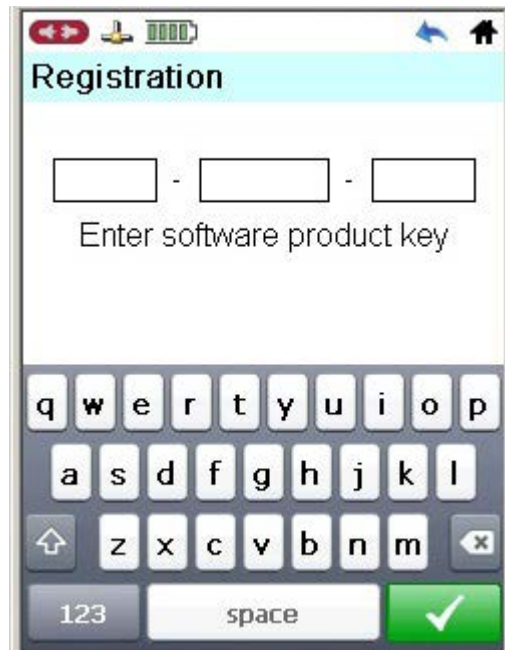 Registration
- -
Enter software product key
q w e r t y u i o p
a s d f g h j k l
z x c v b n m
123 space